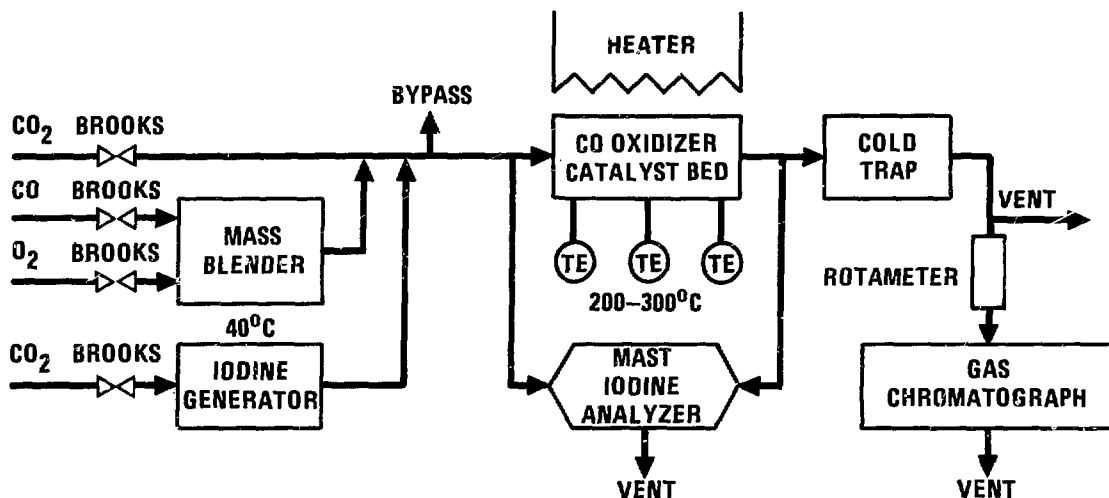 HEATER
BYPASS
CO2 BROOKS
CO OXIDIZER
CATALYST BED
COLD
TRAP
CO BROOKS
MASS
BLENDER
VENT
O2 BROOKS
TE TE TE
ROTAMETER
200–300°C
40°C
CO2 BROOKS
IODINE
GENERATOR
MAST
IODINE
ANALYZER
GAS
CHROMATOGRAPH
VENT
VENT